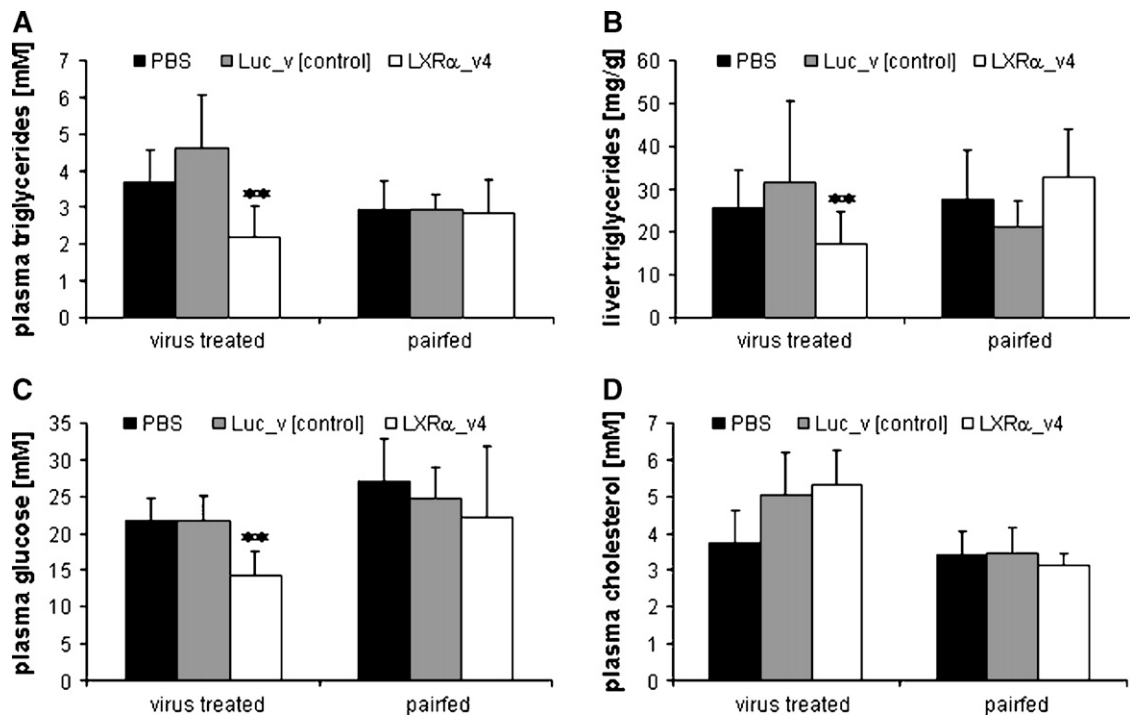 A
plasma triglycerides [mM]
PBS Luc_v [control] LXRα_v4
7
6
5
4
3
2
1
0
**
virus treated pairfed
B
liver triglycerides [mg/g]
PBS Luc_v [control] LXRα_v4
60
50
40
30
20
10
0
**
virus treated pairfed
C
plasma glucose [mM]
PBS Luc_v [control] LXRα_v4
35
30
25
20
15
10
5
0
**
virus treated pairfed
D
plasma cholesterol [mM]
PBS Luc_v [control] LXRα_v4
7
6
5
4
3
2
1
0
virus treated pairfed